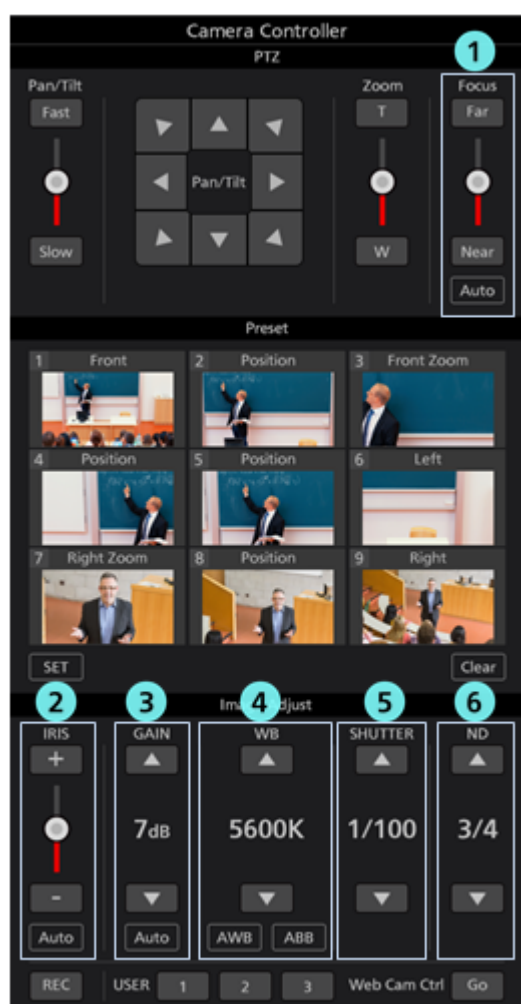 Camera Controller
1
PTZ
Pan/Tilt
Zoom
Focus
Fast
T
Far
Pan/Tilt
Slow
W
Near
Auto
Preset
1 Front
2 Position
3 Front Zoom
4 Position
5 Position
6 Left
7 Right Zoom
8 Position
9 Right
SET
Clear
2
3
4
5
6
IRIS
GAIN
WB
SHUTTER
ND
+
7dB
5600K
1/100
3/4
-
Auto
Auto
AWB
ABB
REC
USER
1
2
3
Web Cam Ctrl
Go